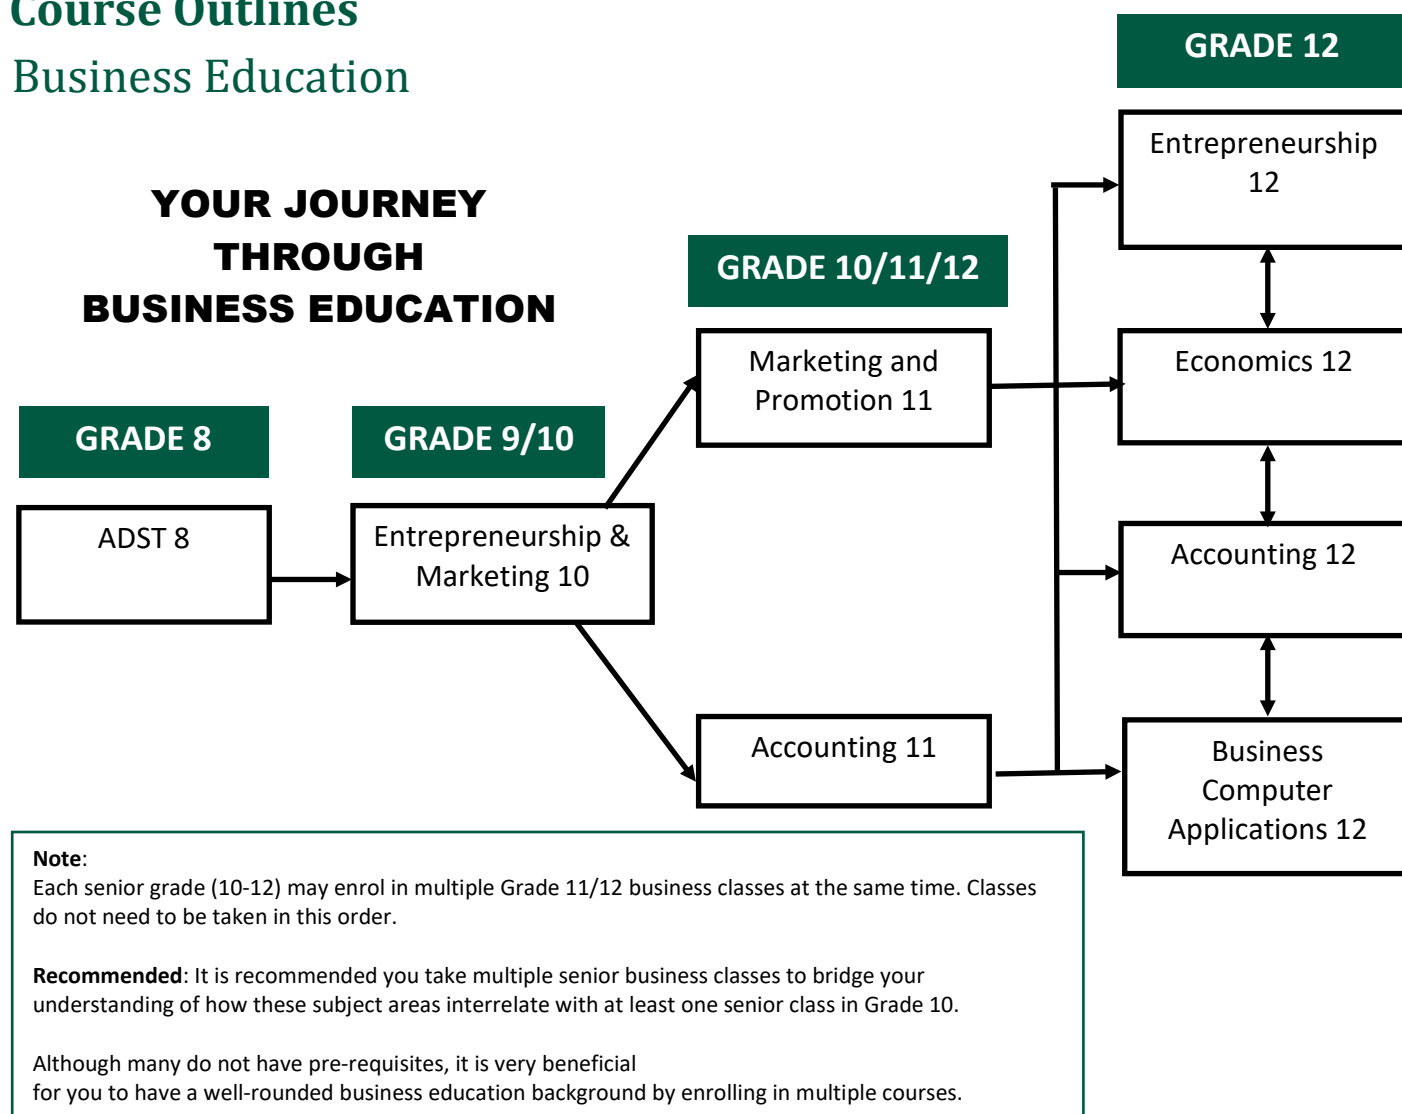 Course Outlines
Business Education
YOUR JOURNEY
THROUGH
BUSINESS EDUCATION
GRADE 8
ADST 8
GRADE 9/10
Entrepreneurship &
Marketing 10
GRADE 10/11/12
Marketing and
Promotion 11
Accounting 11
GRADE 12
Entrepreneurship
12
Economics 12
Accounting 12
Business
Computer
Applications 12
Note:
Each senior grade (10-12) may enrol in multiple Grade 11/12 business classes at the same time. Classes
do not need to be taken in this order.
Recommended: It is recommended you take multiple senior business classes to bridge your
understanding of how these subject areas interrelate with at least one senior class in Grade 10.
Although many do not have pre-requisites, it is very beneficial
for you to have a well-rounded business education background by enrolling in multiple courses.